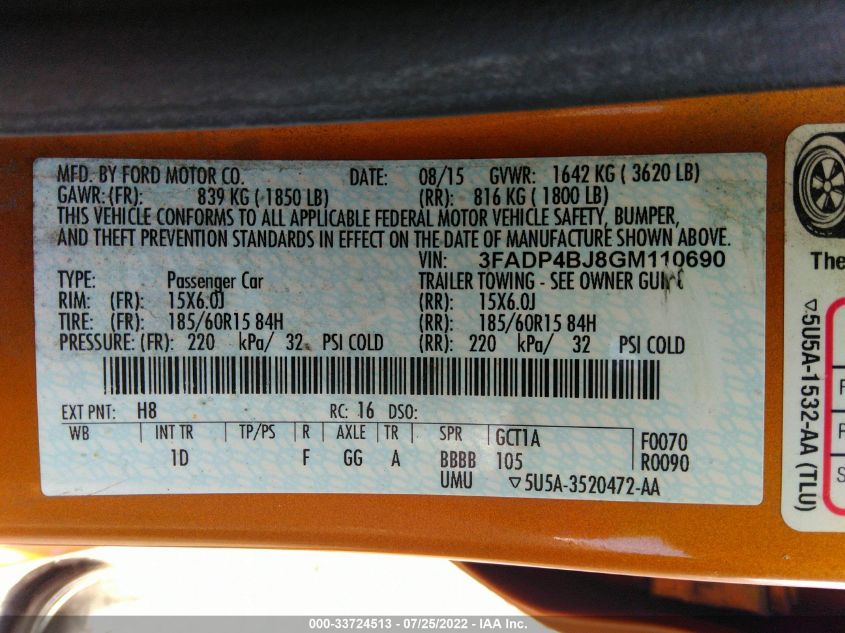 MFD. BY FORD MOTOR CO. DATE: 08/15 GVWR: 1642 KG ( 3620 LB)
GAWR: (FR): 839 KG ( 1850 LB) (RR): 816 KG ( 1800 LB)
THIS VEHICLE CONFORMS TO ALL APPLICABLE FEDERAL MOTOR VEHICLE SAFETY, BUMPER,
AND THEFT PREVENTION STANDARDS IN EFFECT ON THE DATE OF MANUFACTURE SHOWN ABOVE.
VIN: 3FADP4BJ8GM110690
TYPE: Passenger Car TRAILER TOWING - SEE OWNER
RIM: (FR): 15X6.0J (RR): 15X6.0J
TIRE: (FR): 185/60R15 84H (RR): 185/60R15 84H
PRESSURE: (FR): 220 kPa/ 32 PSI COLD (RR): 220 kPa/ 32 PSI COLD
EXT PNT: H8 RC: 16 DSO:
WB INT TR TP/PS R AXLE TR SPR GCT1A F0070
1D F GG A BBBB 105 R0090
UMU ▽5U5A-3520472-AA
The
▽5U5A-1532-AA (TLU)
F
F
S
000-33724513 - 07/25/2022 - © IAA Inc.